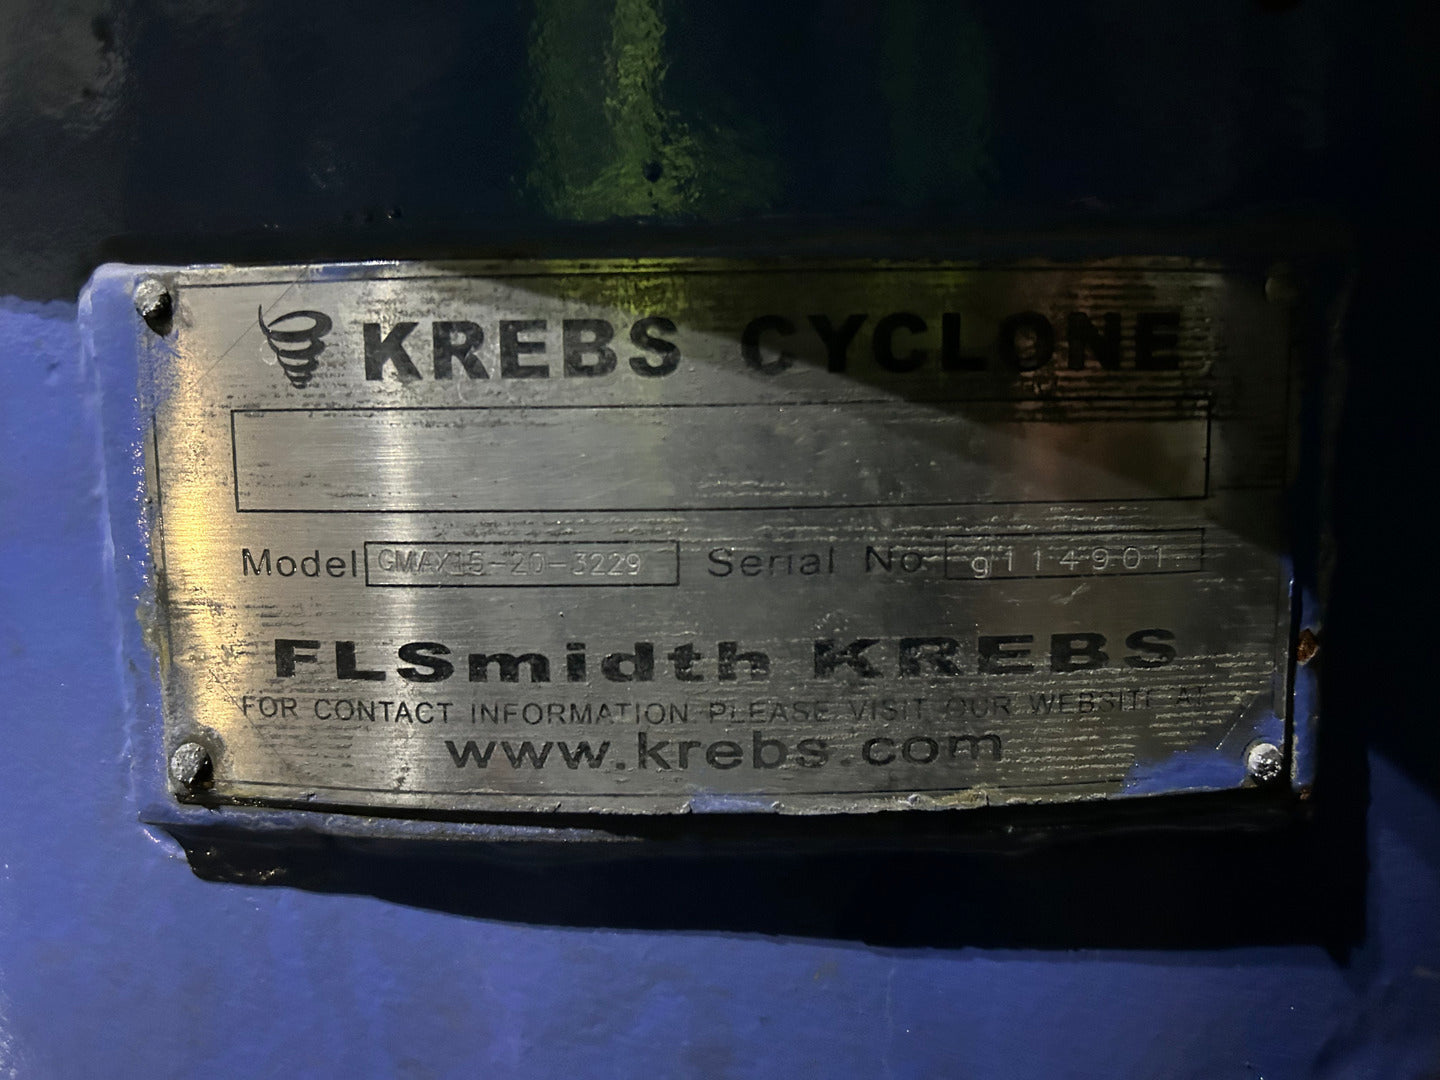 KREBS CYCLONE
Model GMAX15-20-3229 Serial No g114901
FLSmidth KREBS
FOR CONTACT INFORMATION PLEASE VISIT OUR WEBSITE AT
www.krebs.com